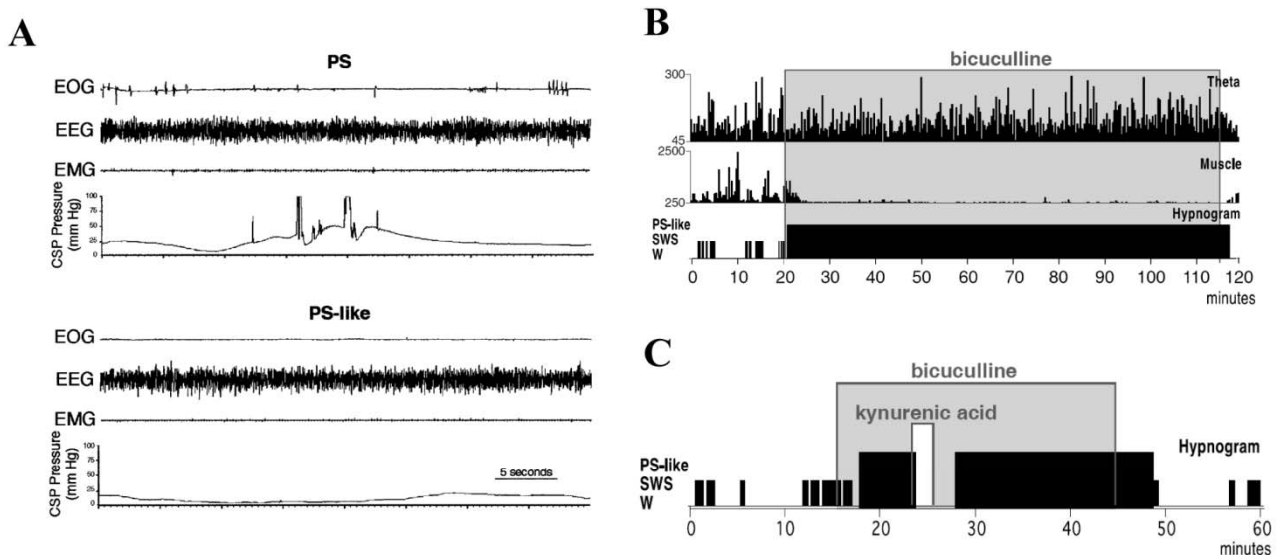 A
PS
EOG
EEG
EMG
CSP Pressure
(mm Hg)
100
75
50
25
0
PS-like
EOG
EEG
EMG
5 seconds
CSP Pressure
(mm Hg)
100
75
50
25
0
B
bicuculline
300
Theta
45
2500
Muscle
250
Hypnogram
PS-like
SWS
W
0 10 20 30 40 50 60 70 80 90 100 110 120
minutes
C
bicuculline
kynurenic acid
Hypnogram
PS-like
SWS
W
0 10 20 30 40 50 60
minutes